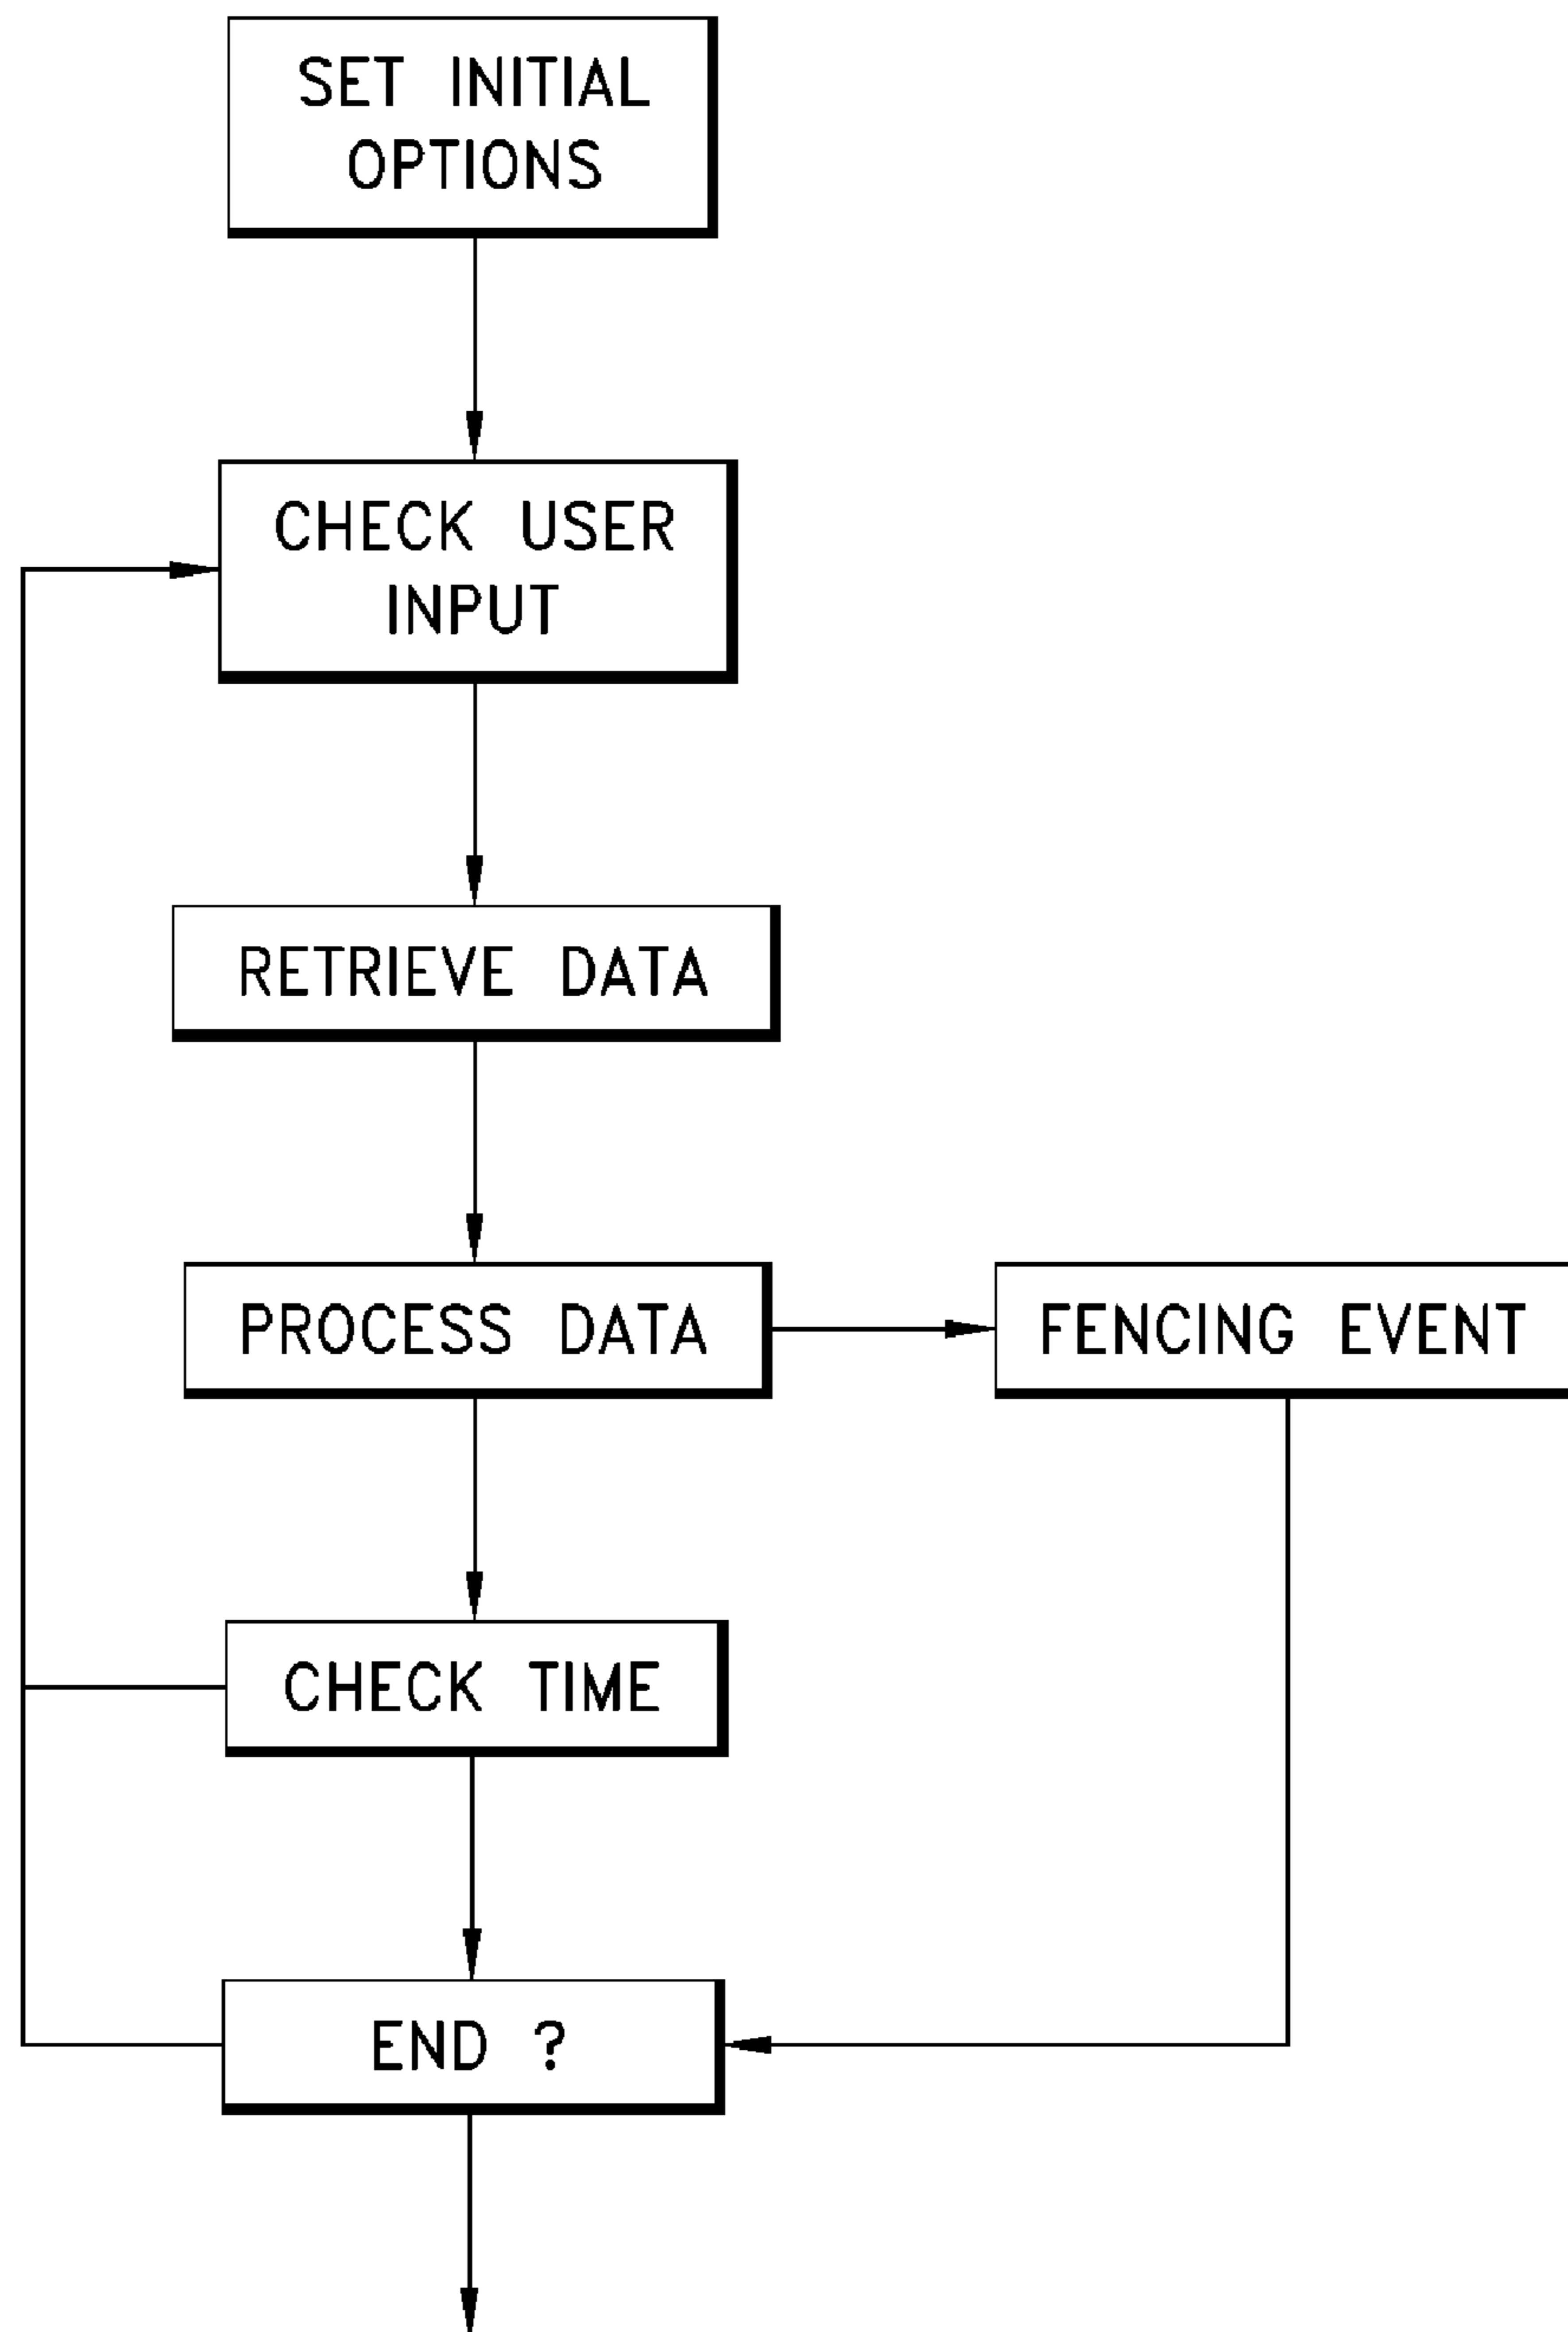 SET INITIAL
OPTIONS
CHECK USER
INPUT
RETRIEVE DATA
PROCESS DATA
FENCING EVENT
CHECK TIME
END ?